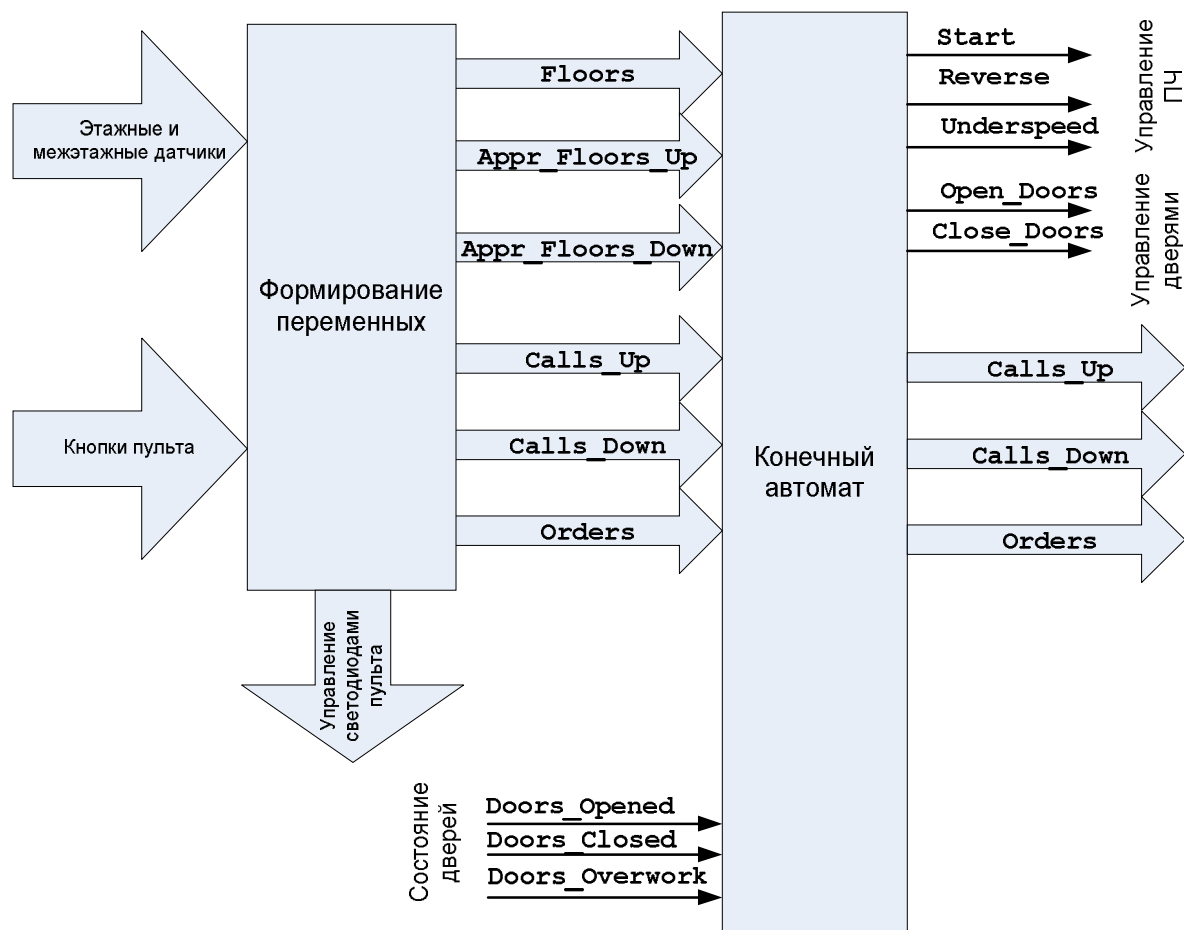 Этажные и
межэтажные датчики
Кнопки пульта
Формирование
переменных
Управление
светодиодами
пульта
Floors
Appr_Floors_Up
Appr_Floors_Down
Calls_Up
Calls_Down
Orders
Состояние
дверей
Doors_Opened
Doors_Closed
Doors_Overwork
Конечный
автомат
Start
Reverse
Underspeed
Управление
ПЧ
Open_Doors
Close_Doors
Управление
дверями
Calls_Up
Calls_Down
Orders